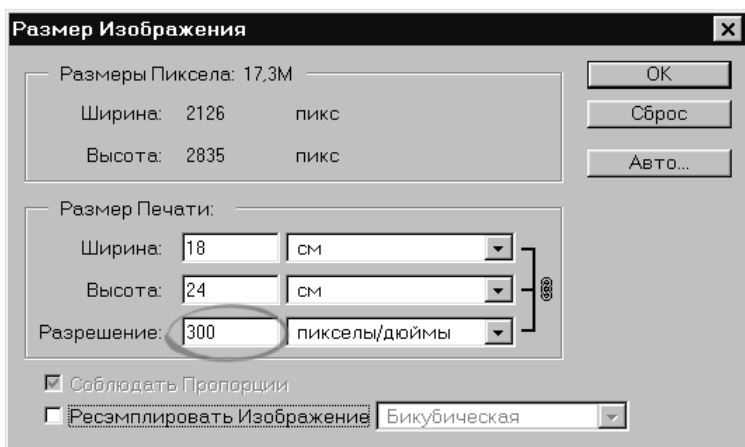 Размер Изображения
Размеры Пиксела: 17,3М
Ширина: 2126 пикс
Высота: 2835 пикс
OK
Сброс
Авто...
Размер Печати:
Ширина: 18 см
Высота: 24 см
Разрешение: 300 пикселы/дюймы
Соблюдать Пропорции
Ресэмплировать Изображение Бикубическая